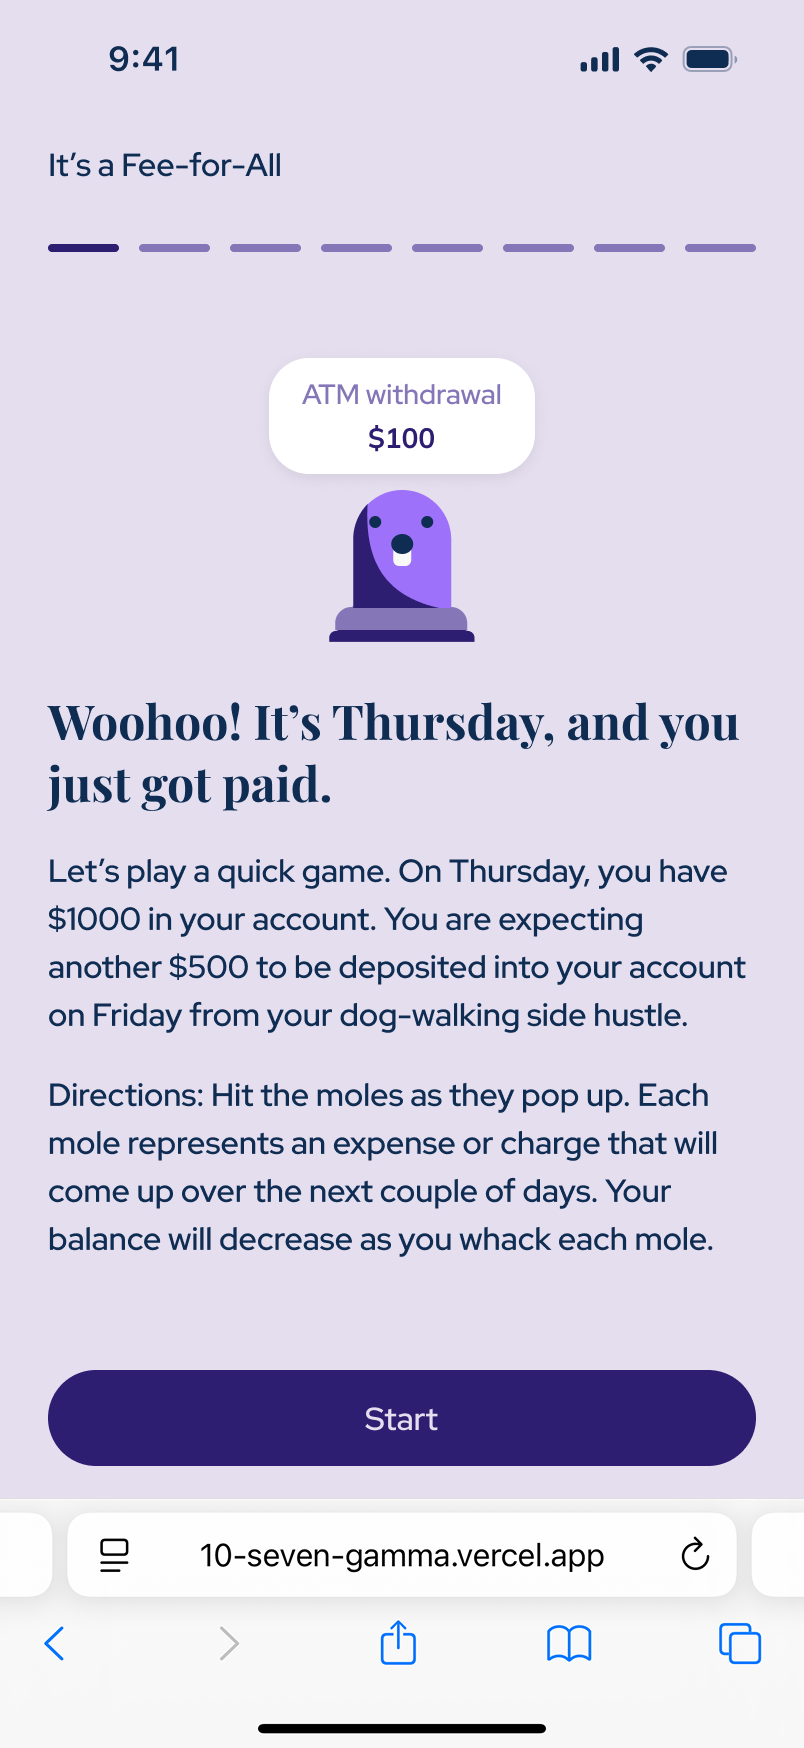 9:41
It’s a Fee-for-All
ATM withdrawal
$100
Woohoo! It’s Thursday, and you
just got paid.
Let’s play a quick game. On Thursday, you have
$1000 in your account. You are expecting
another $500 to be deposited into your account
on Friday from your dog-walking side hustle.
Directions: Hit the moles as they pop up. Each
mole represents an expense or charge that will
come up over the next couple of days. Your
balance will decrease as you whack each mole.
Start
10-seven-gamma.vercel.app